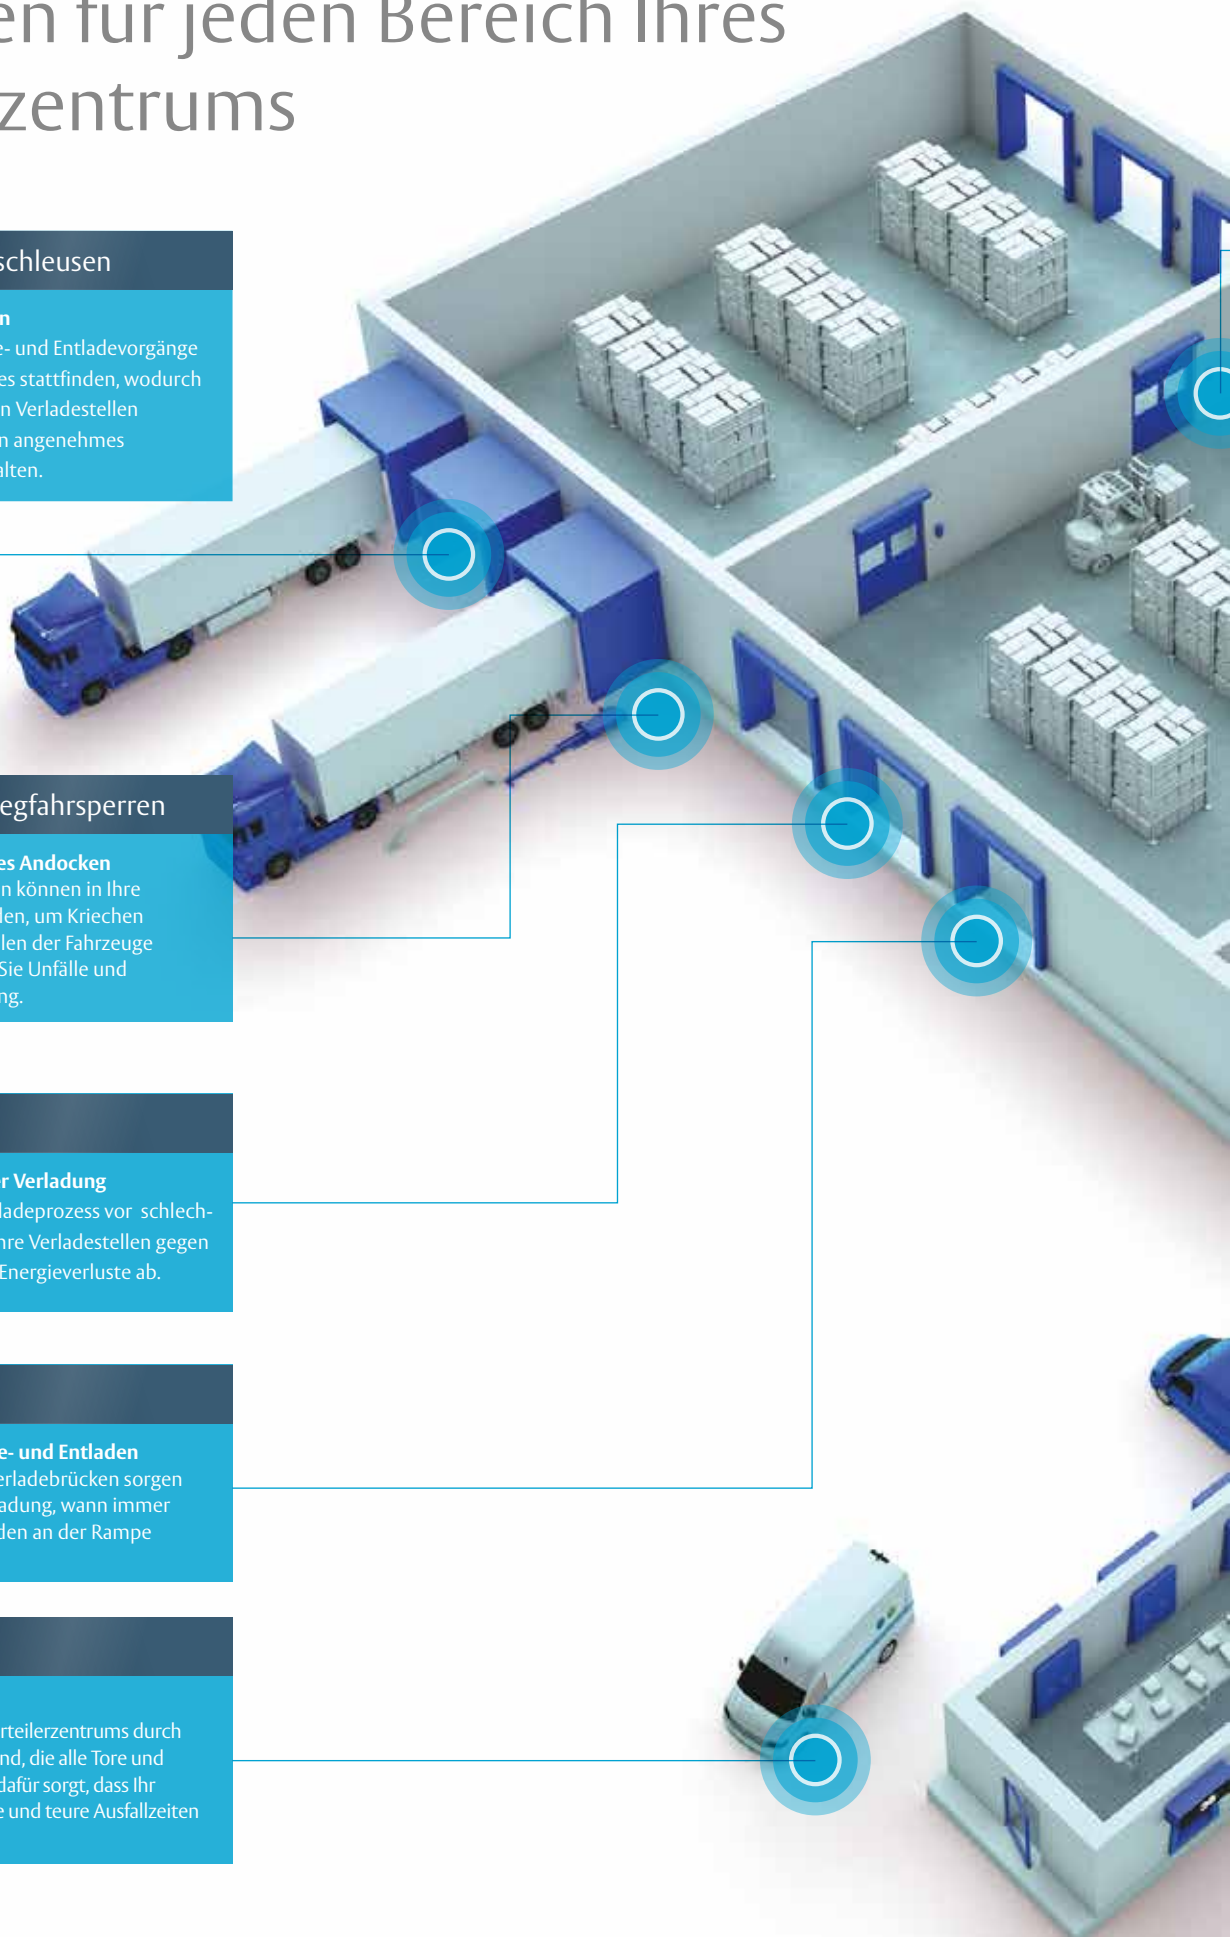 en für jeden Bereich Ihres
zentrums
schleusen
n
e- und Entladevorgänge
es stattfinden, wodurch
n Verladestellen
n angenehmes
alten.
egfahrsperren
es Andocken
n können in Ihre
den, um Kriechen
len der Fahrzeuge
Sie Unfälle und
ng.
er Verladung
ladeprozess vor schlech-
hre Verladestellen gegen
Energieverluste ab.
e- und Entladen
erladebrücken sorgen
adung, wann immer
den an der Rampe
rteilerzentrums durch
nd, die alle Tore und
dafür sorgt, dass Ihr
e und teure Ausfallzeiten